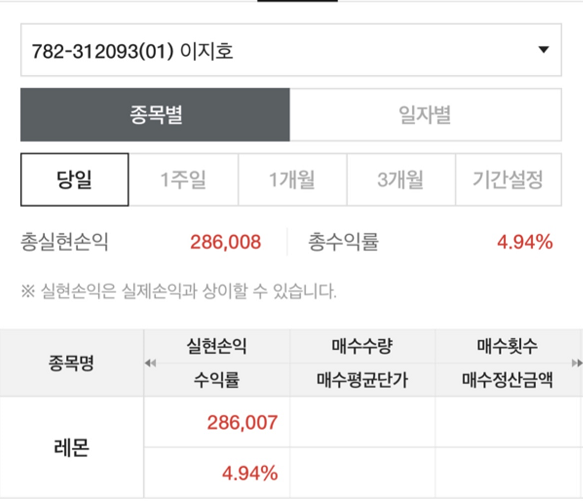 782-312093(01) 이지호
종목별 일자별
당일 1주일 1개월 3개월 기간설정
총실현손익 286,008 총수익률 4.94%
※ 실현손익은 실제손익과 상이할 수 있습니다.
종목명 실현손익 매수수량 매수횟수
수익률 매수평균단가 매수정산금액
레몬 286,007
4.94%